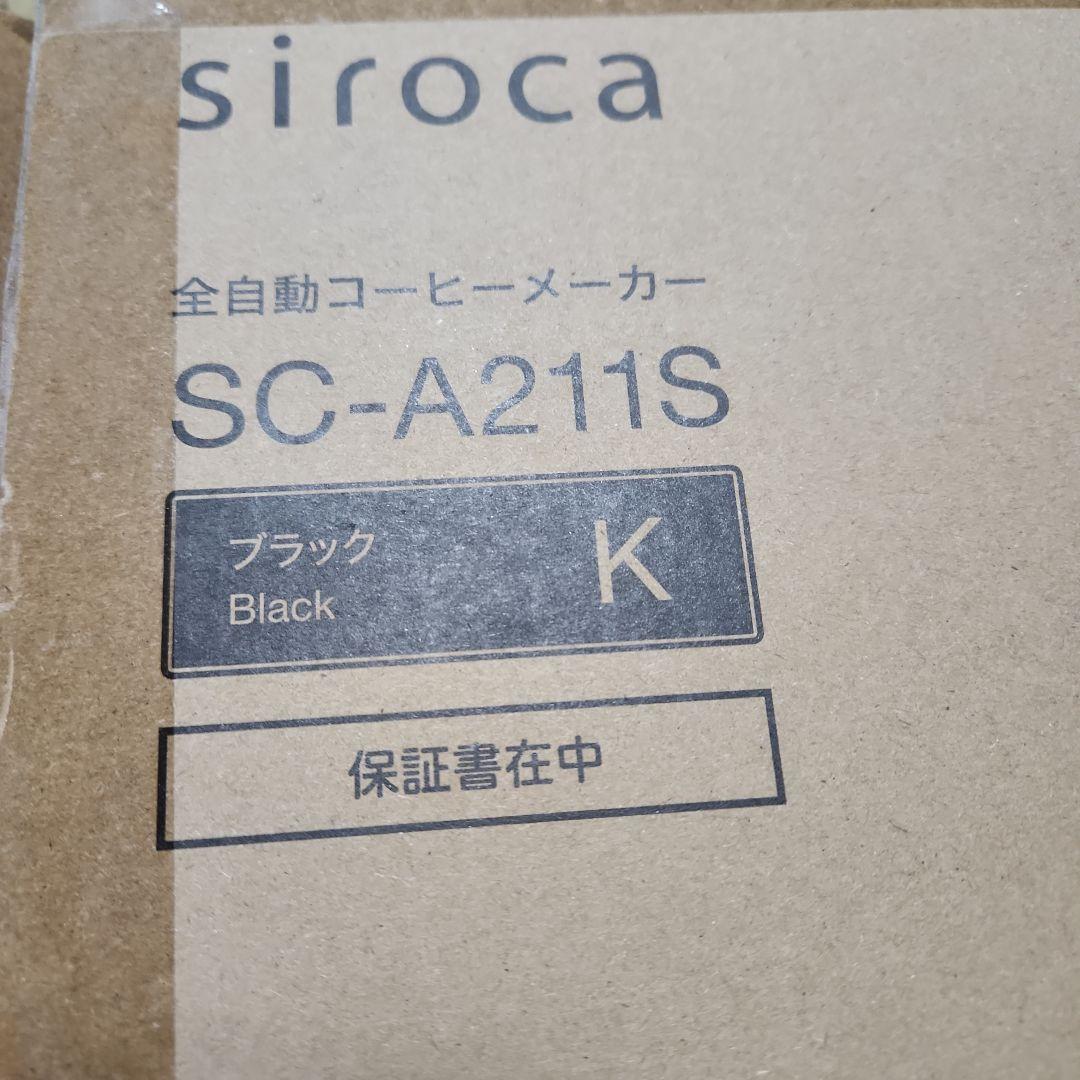 siroca
全自動コーヒーメーカー
SC-A211S
ブラック
Black
K
保証書在中